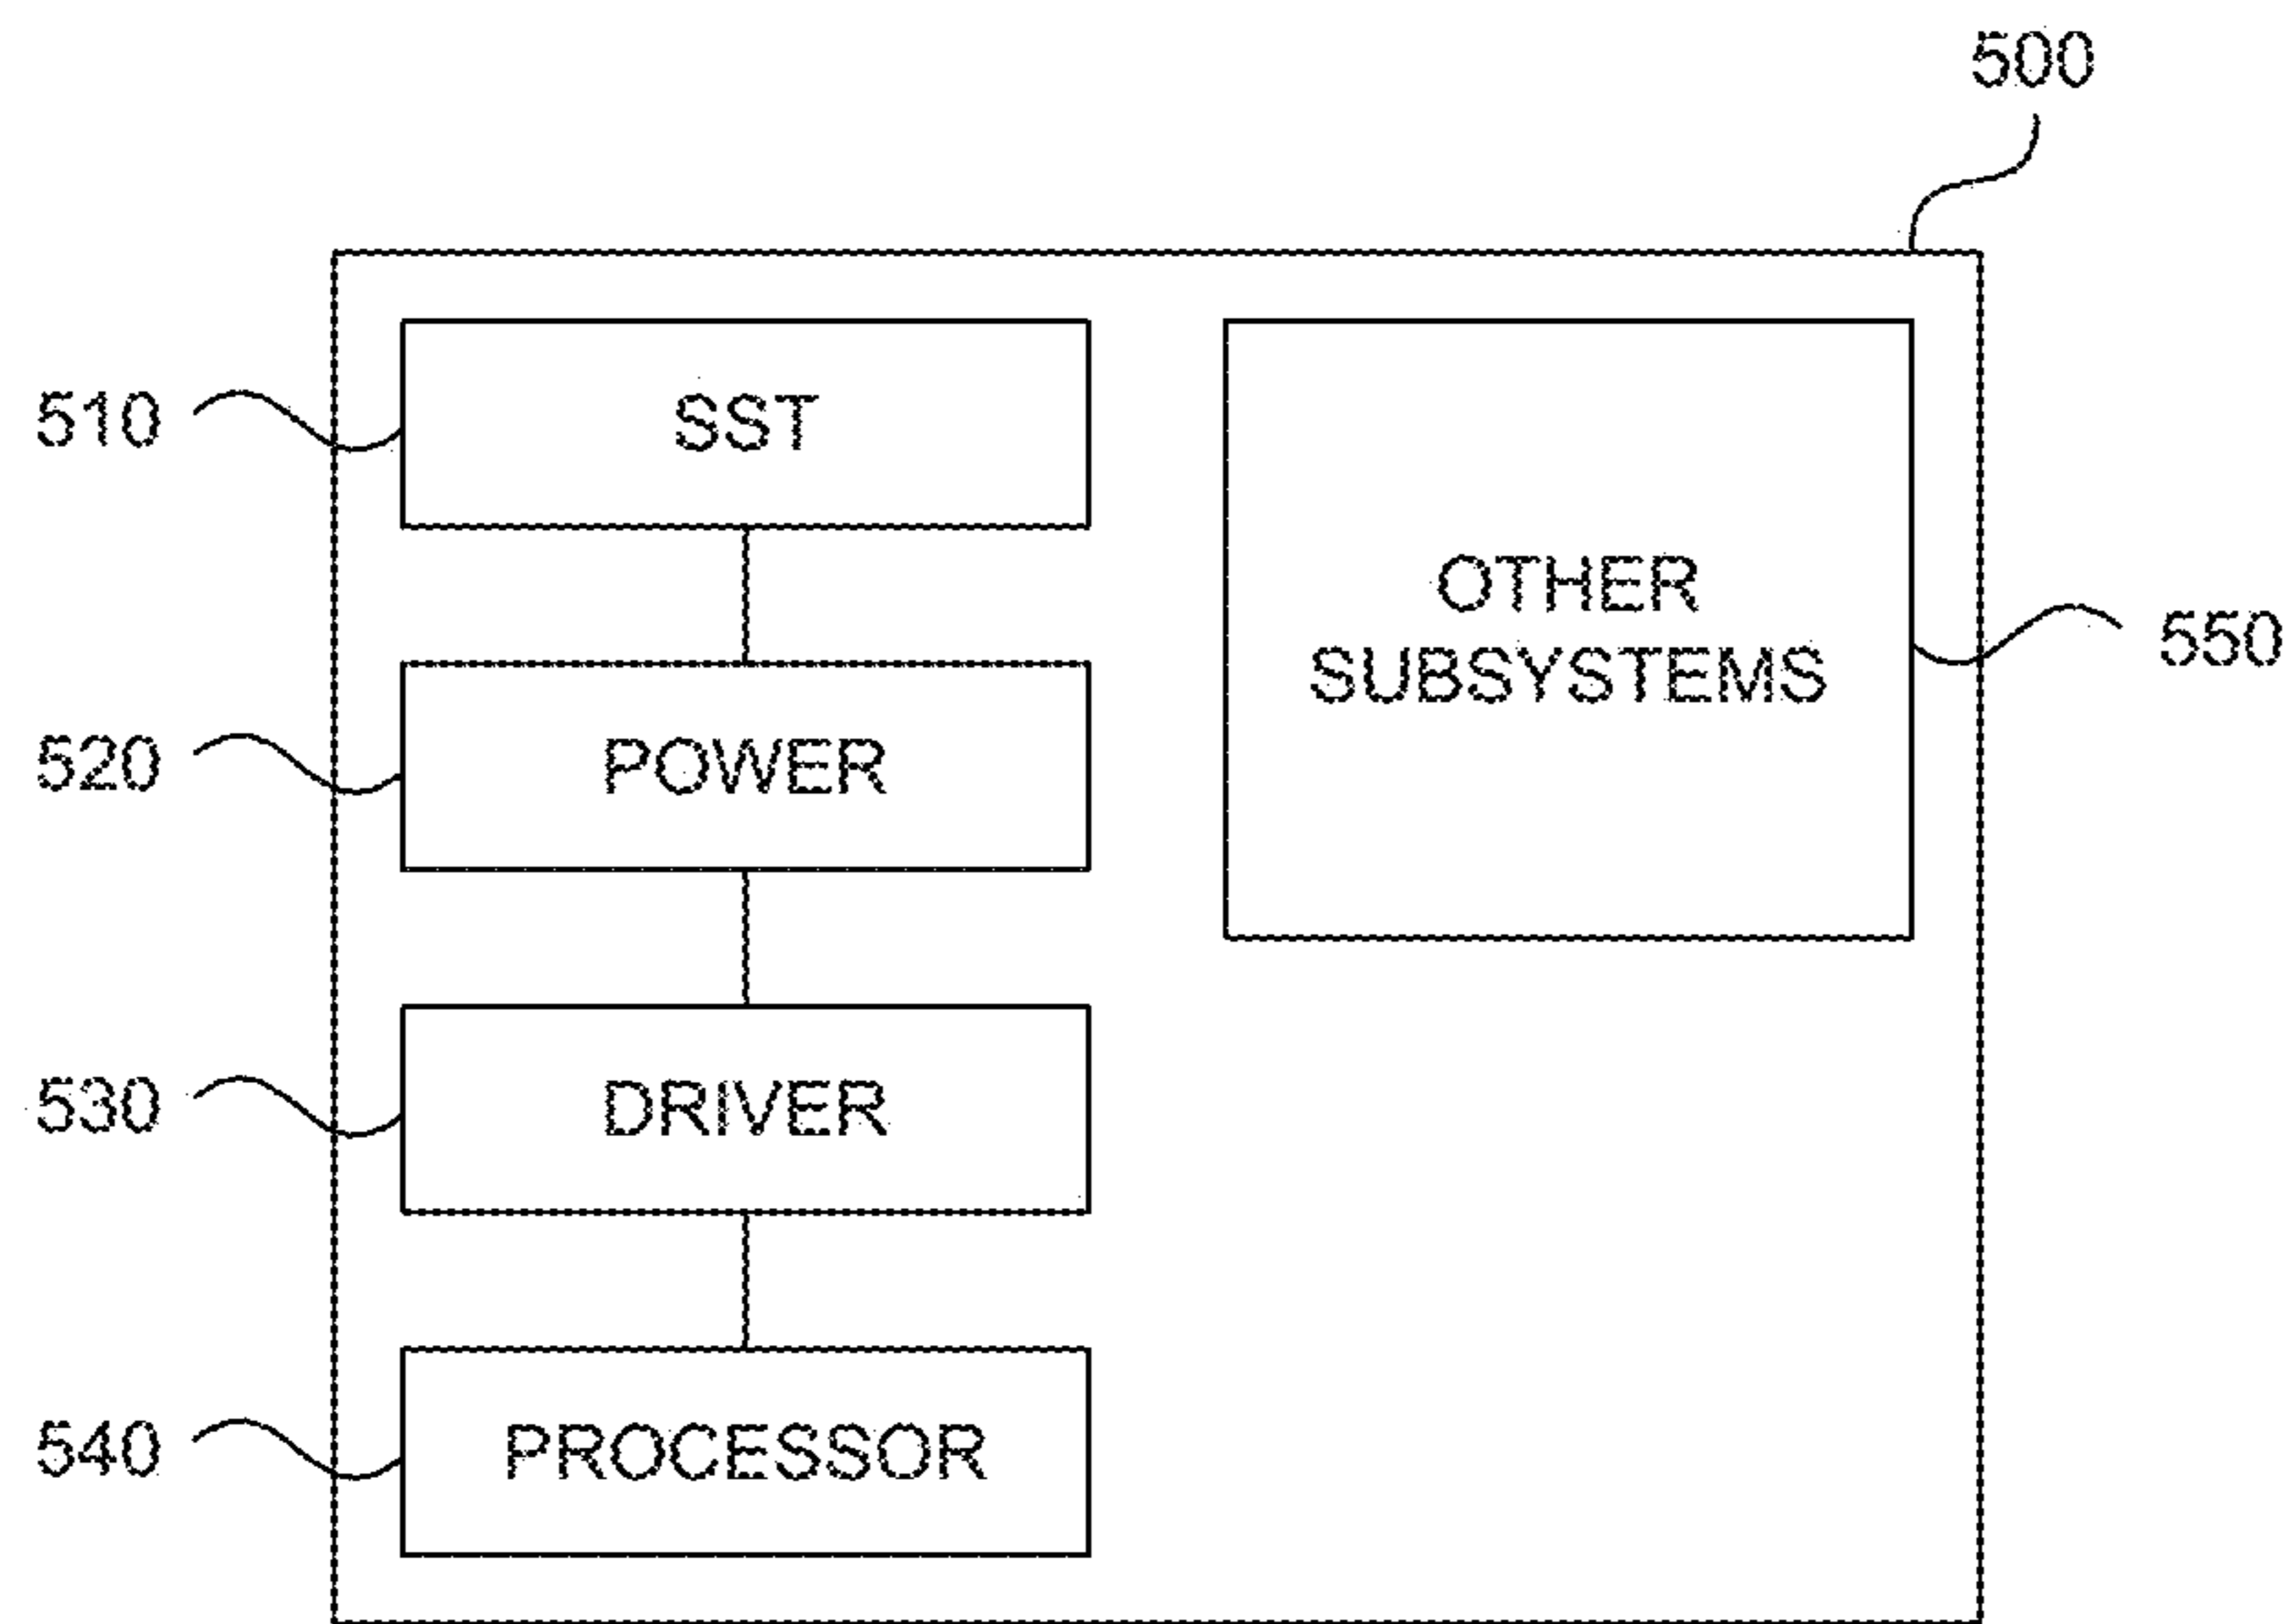 500
510
SST
OTHER
SUBSYSTEMS
550
520
POWER
530
DRIVER
540
PROCESSOR